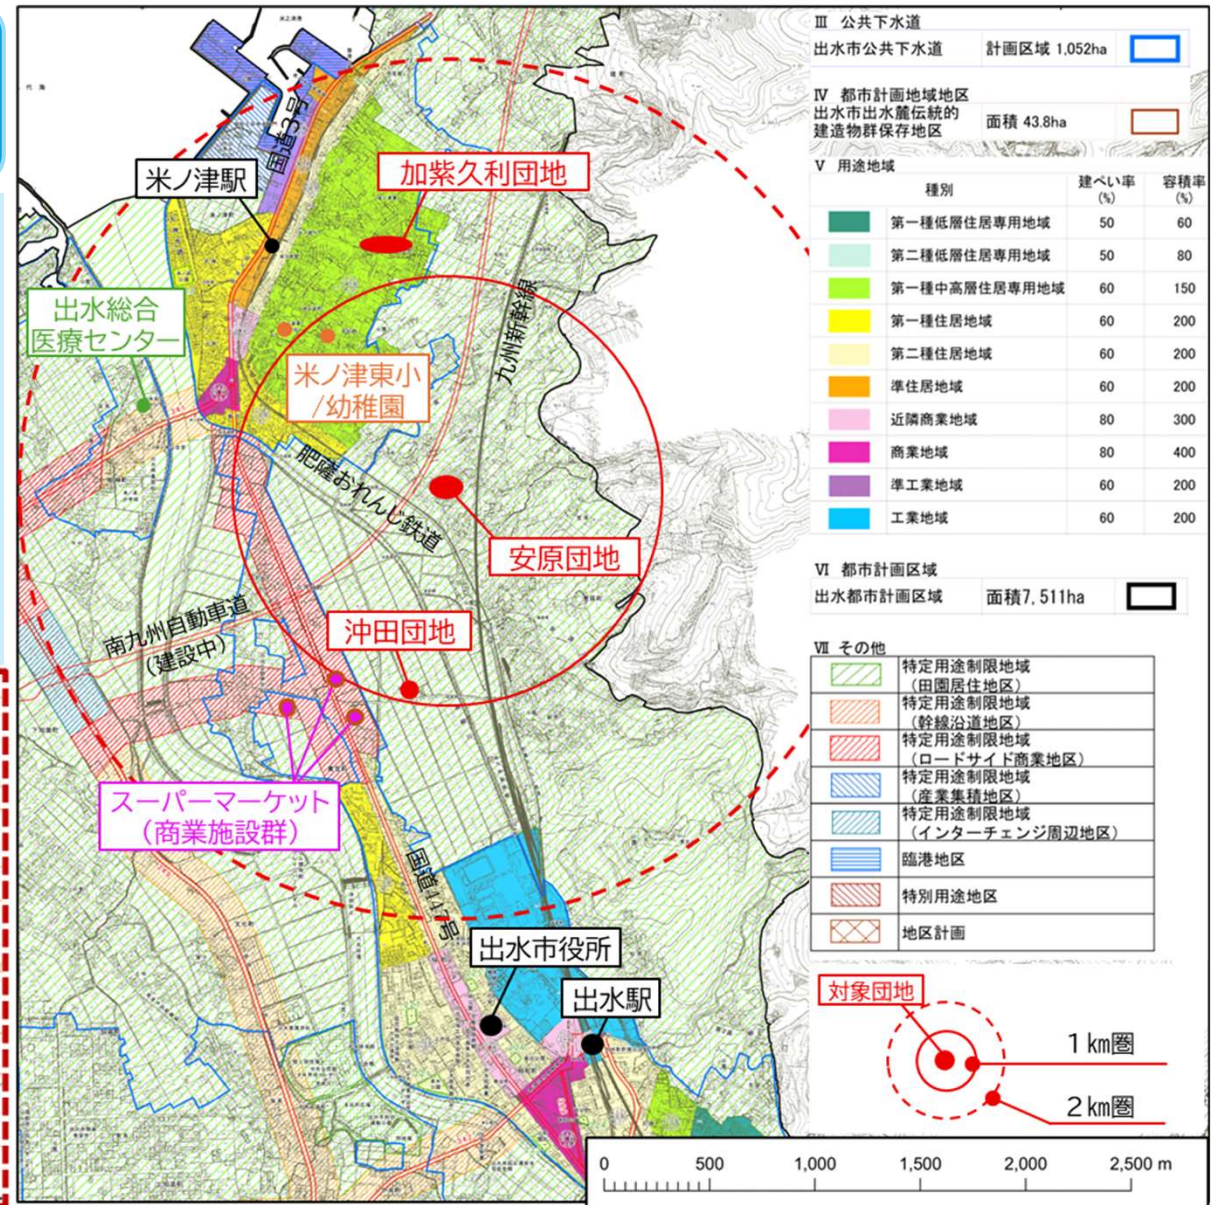 米ノ津駅
国道3号
加紫久利団地
出水総合
医療センター
米ノ津東小
/幼稚園
九州新幹線
肥薩おれんじ鉄道
安原団地
南九州自動車道
(建設中)
沖田団地
スーパーマーケット
(商業施設群)
国道447号
出水市役所
出水駅
Ⅲ 公共下水道
出水市公共下水道 計画区域 1,052ha
Ⅳ 都市計画地域地区
出水市出水麓伝統的
建造物群保存地区 面積 43.8ha
Ⅴ 用途地域
種別 建ぺい率(%) 容積率(%)
第一種低層住居専用地域 50 60
第二種低層住居専用地域 50 80
第一種中高層住居専用地域 60 150
第一種住居地域 60 200
第二種住居地域 60 200
準住居地域 60 200
近隣商業地域 80 300
商業地域 80 400
準工業地域 60 200
工業地域 60 200
Ⅵ 都市計画区域
出水都市計画区域 面積7,511ha
Ⅶ その他
特定用途制限地域
(田園居住地区)
特定用途制限地域
(幹線沿道地区)
特定用途制限地域
(ロードサイド商業地区)
特定用途制限地域
(産業集積地区)
特定用途制限地域
(インターチェンジ周辺地区)
臨港地区
特別用途地区
地区計画
対象団地
1km圏
2km圏
0 500 1,000 1,500 2,000 2,500 m